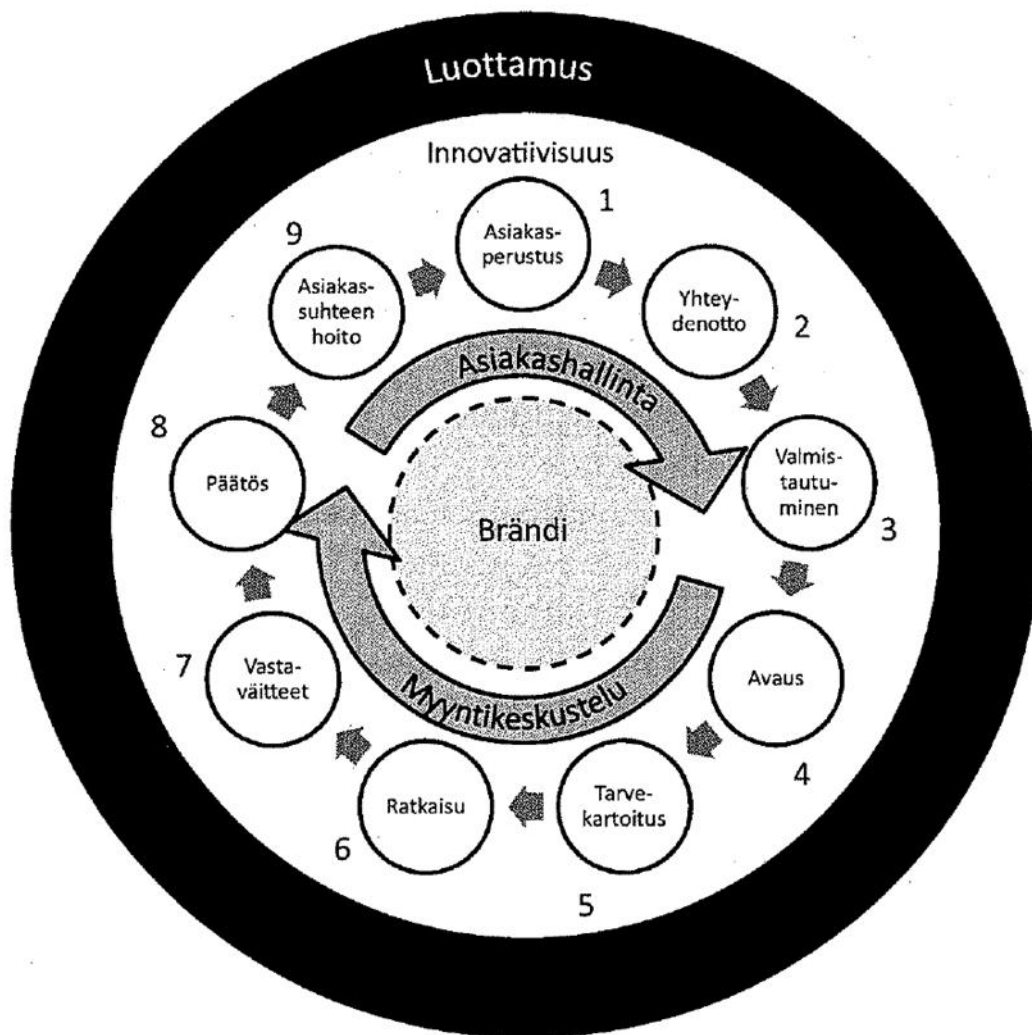 Luottamus
Innovatiivisuus
1
Asiakas-
perustus
2
Yhtey-
denotto
3
Valmis-
tautu-
minen
4
Avaus
5
Tarve-
kartoitus
6
Ratkaisu
7
Vasta-
väitteet
8
Päätös
9
Asiakas-
suhteen
hoito
Asiakashallinta
Brändi
Myyntikeskustelu